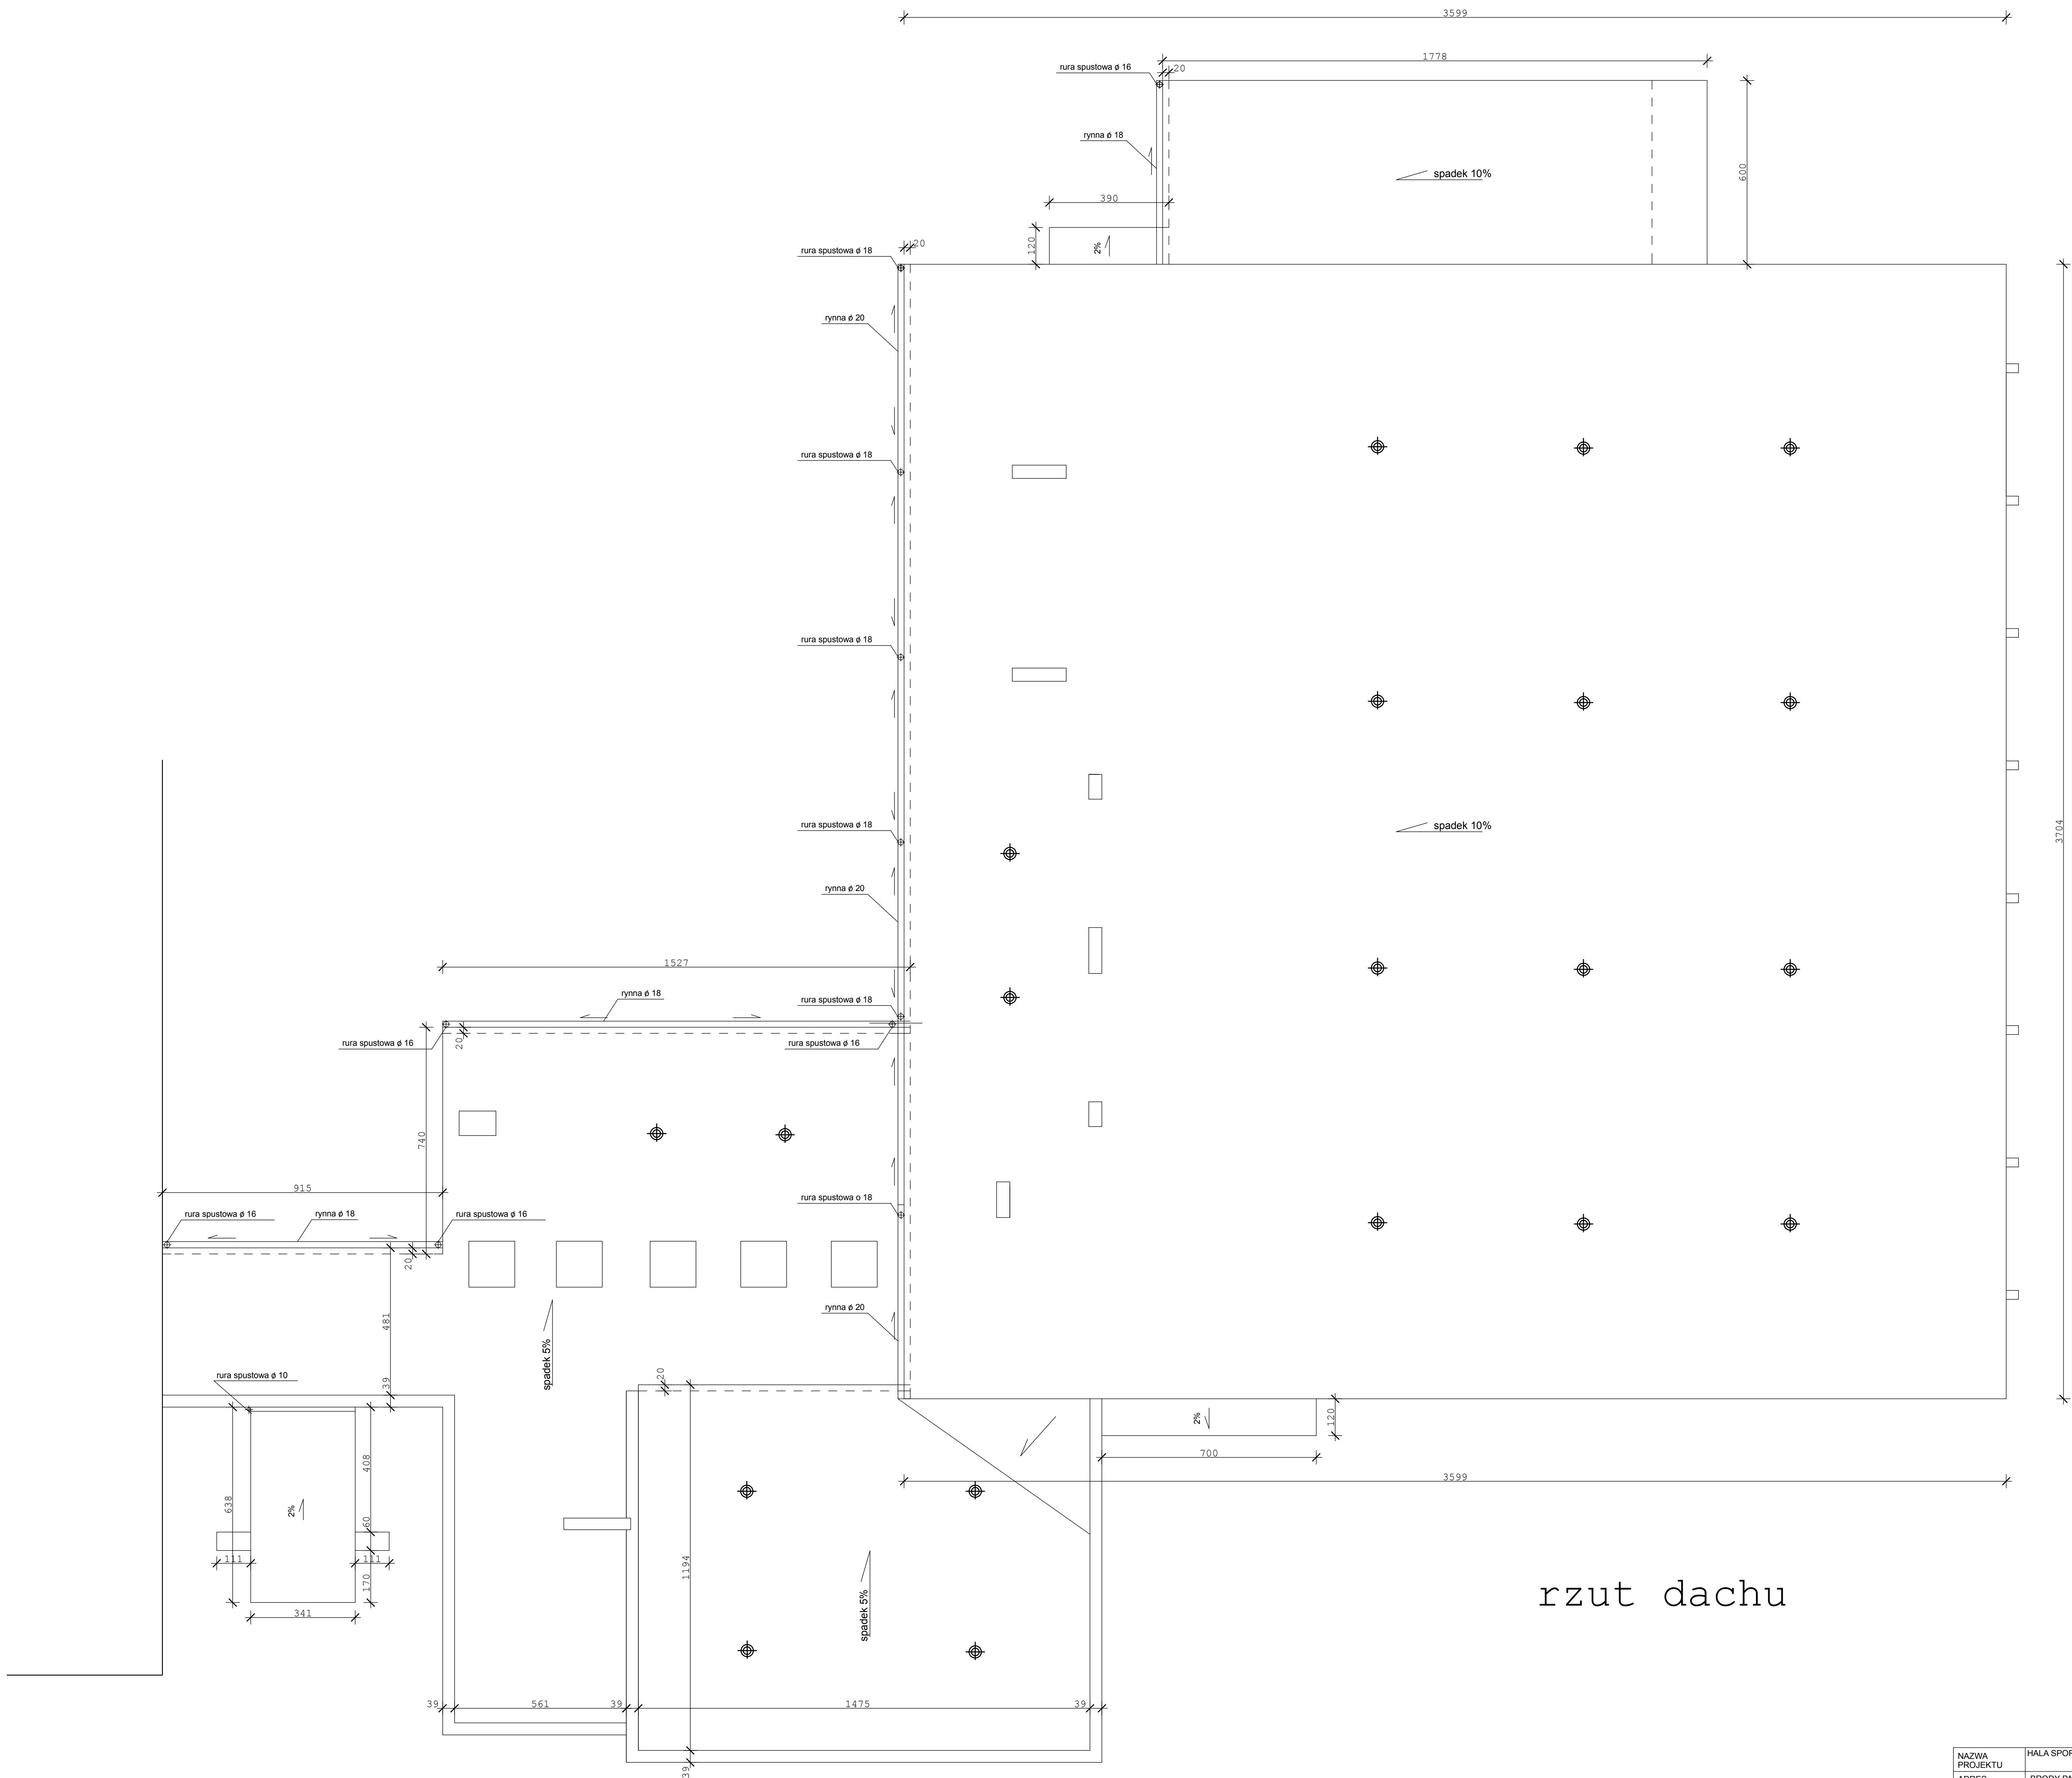 3599
1778
rura spustowa ø 16
20
rynna ø 18
spadek 10%
600
390
120
2%
20
rura spustowa ø 18
rynna ø 20
rura spustowa ø 18
rura spustowa ø 18
rura spustowa ø 18
spadek 10%
3704
rynna ø 20
1527
rynna ø 18
rura spustowa ø 18
rura spustowa ø 16
20
rura spustowa ø 16
740
915
rura spustowa o 18
rura spustowa ø 16
rynna ø 18
rura spustowa ø 16
20
481
rynna ø 20
spadek 5%
39
rura spustowa ø 10
20
2%
120
700
3599
408
638
2%
60
111
111
170
341
1194
spadek 5%
rzut dachu
39
561
39
1475
39
39
NAZWA
PROJEKTU